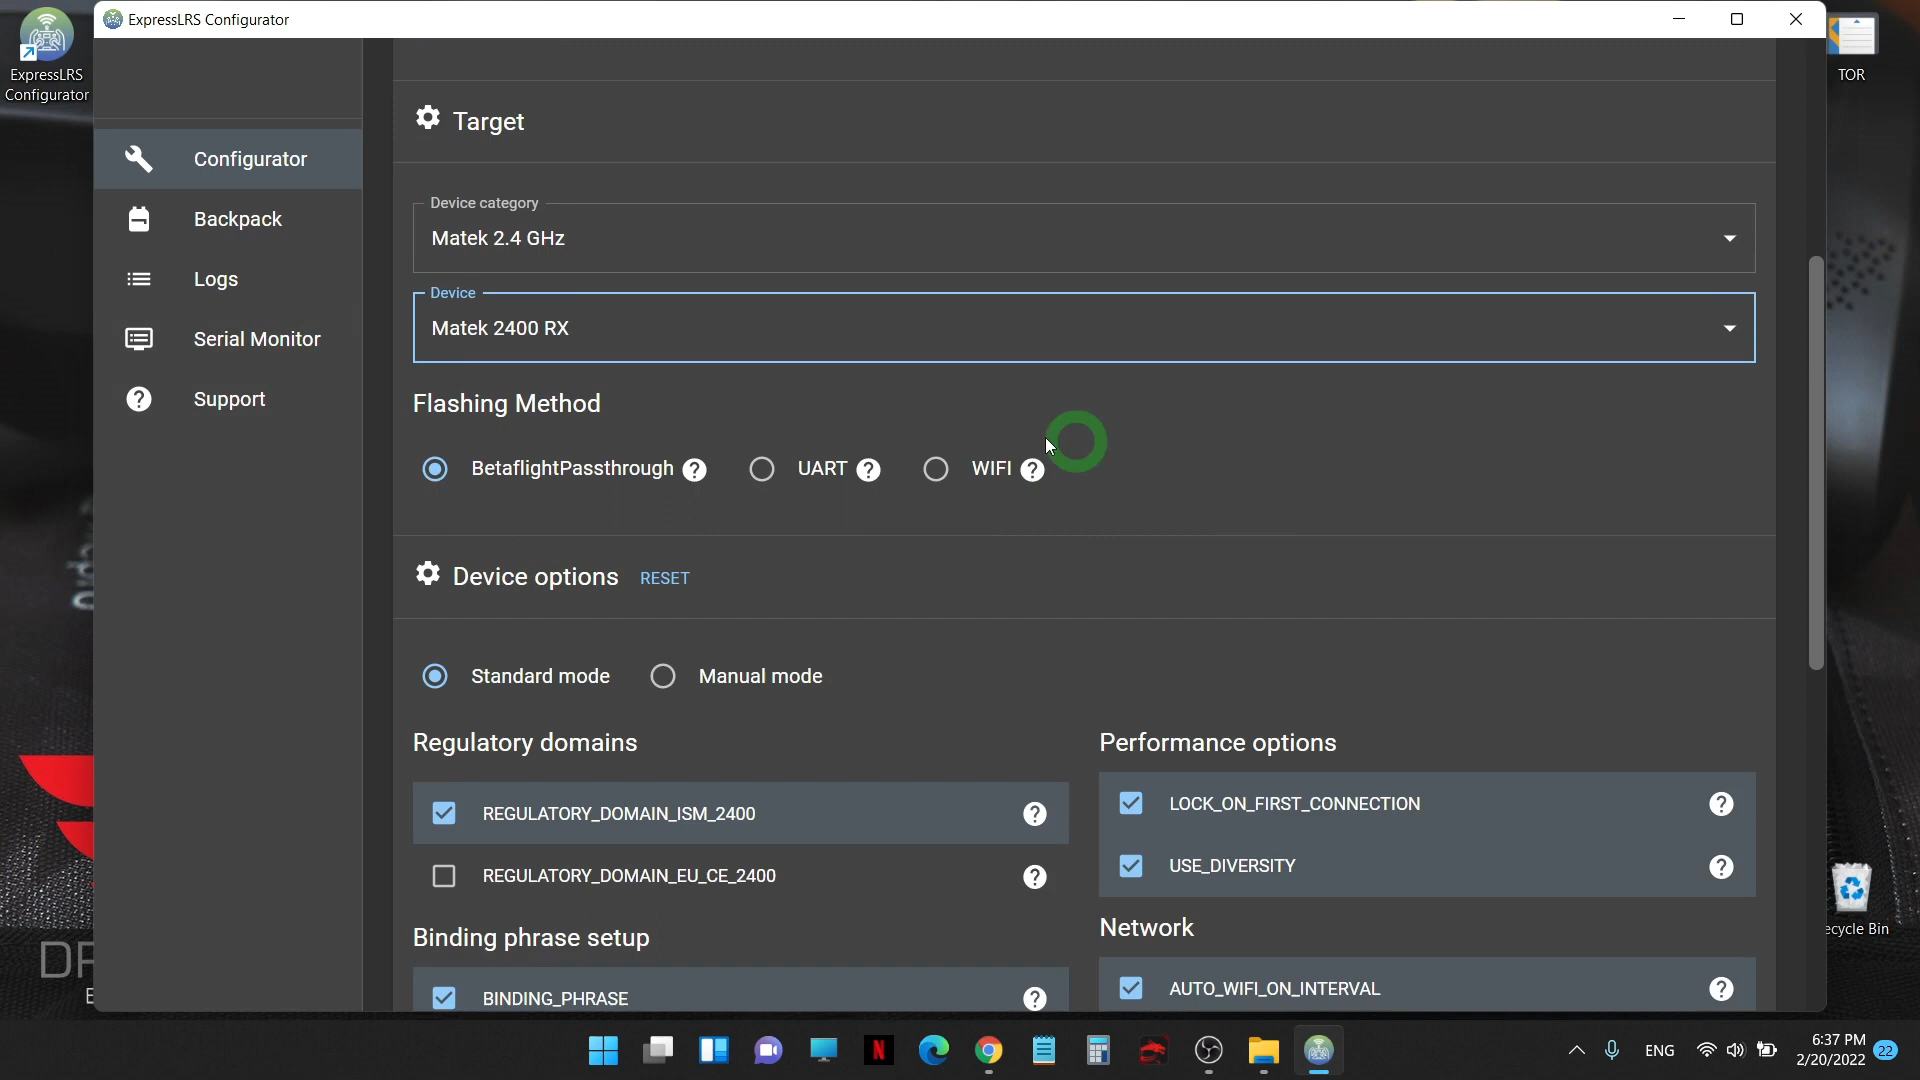 ExpressLRS Configurator
ExpressLRS
Configurator
TOR
Configurator
Backpack
Logs
Serial Monitor
Support
Target
Device category
Matek 2.4 GHz
Device
Matek 2400 RX
Flashing Method
BetaflightPassthrough ? UART ? WIFI ?
Device options RESET
Standard mode Manual mode
Regulatory domains
REGULATORY_DOMAIN_ISM_2400 ?
REGULATORY_DOMAIN_EU_CE_2400 ?
Binding phrase setup
BINDING_PHRASE ?
Performance options
LOCK_ON_FIRST_CONNECTION ?
USE_DIVERSITY ?
Network
AUTO_WIFI_ON_INTERVAL ?
ecycle Bin
N
ENG
6:37 PM
2/20/2022
22